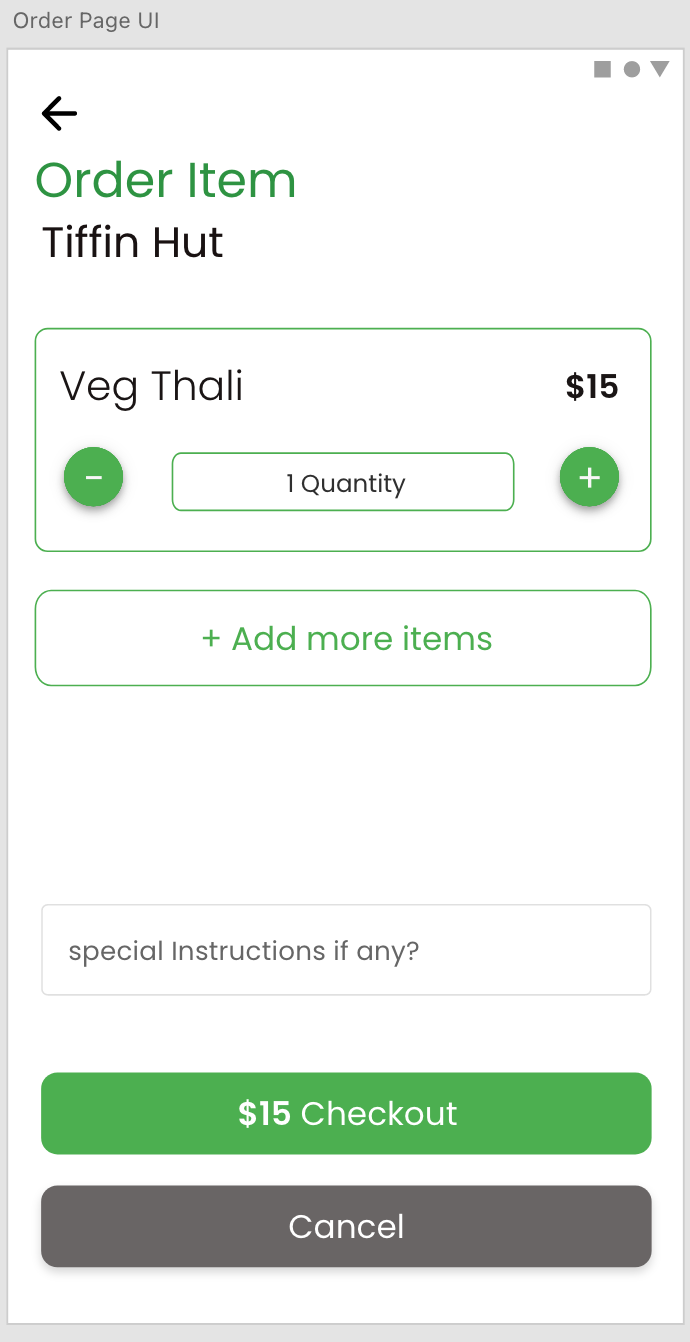 Order Page UI
Order Item
Tiffin Hut
Veg Thali $15
- 1 Quantity +
+ Add more items
special Instructions if any?
$15 Checkout
Cancel